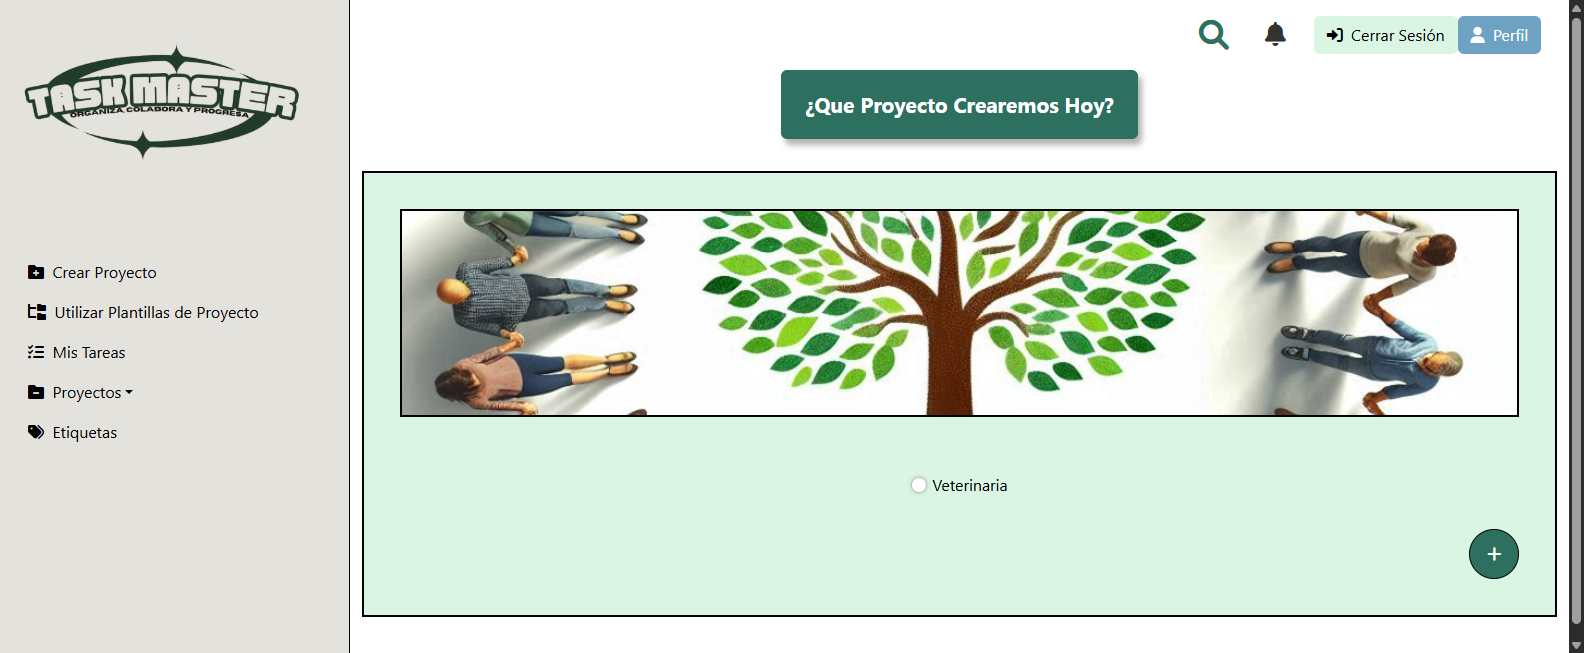 TASK MASTER
ORGANIZA, COLABORA Y PROGRESA
Crear Proyecto
Utilizar Plantillas de Proyecto
Mis Tareas
Proyectos
Etiquetas
Cerrar Sesión
Perfil
¿Que Proyecto Crearemos Hoy?
Veterinaria
+